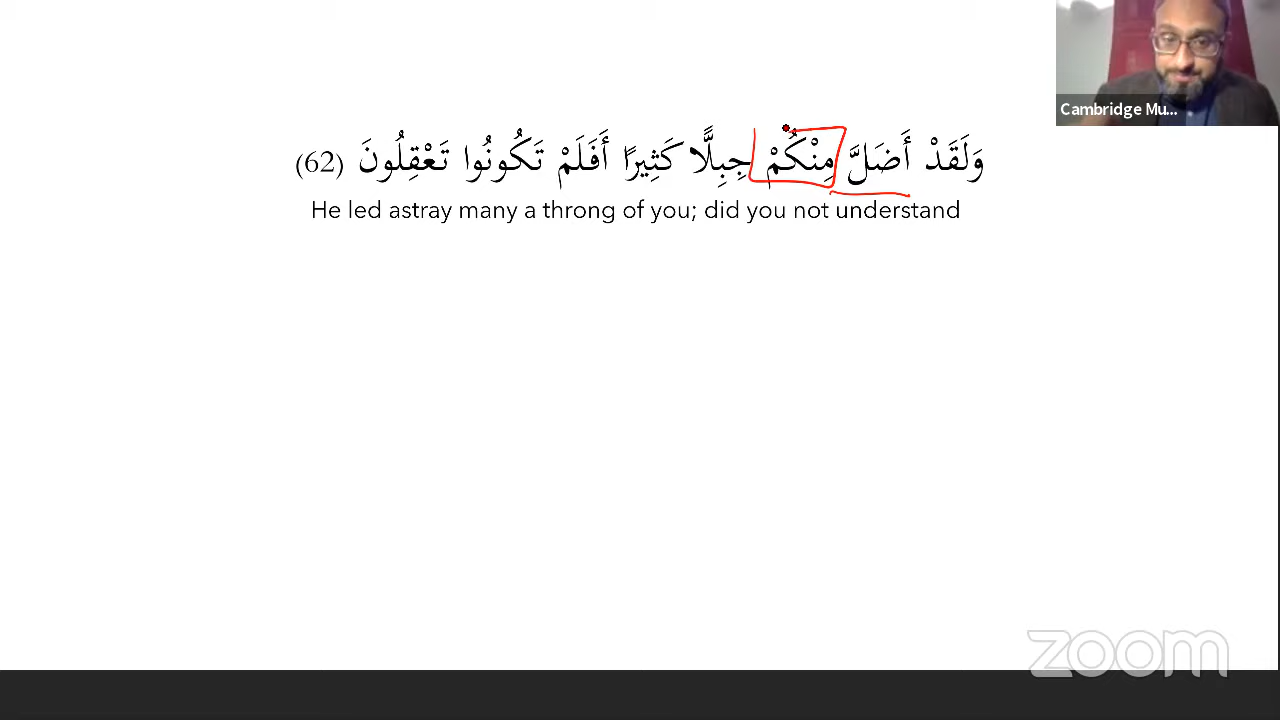 Cambridge Mu...
وَلَقَدْ أَضَلَّ مِنْكُمْ جِبِلًّا كَثِيرًا أَفَلَمْ تَكُونُوا تَعْقِلُونَ (62)
He led astray many a throng of you; did you not understand
zoom